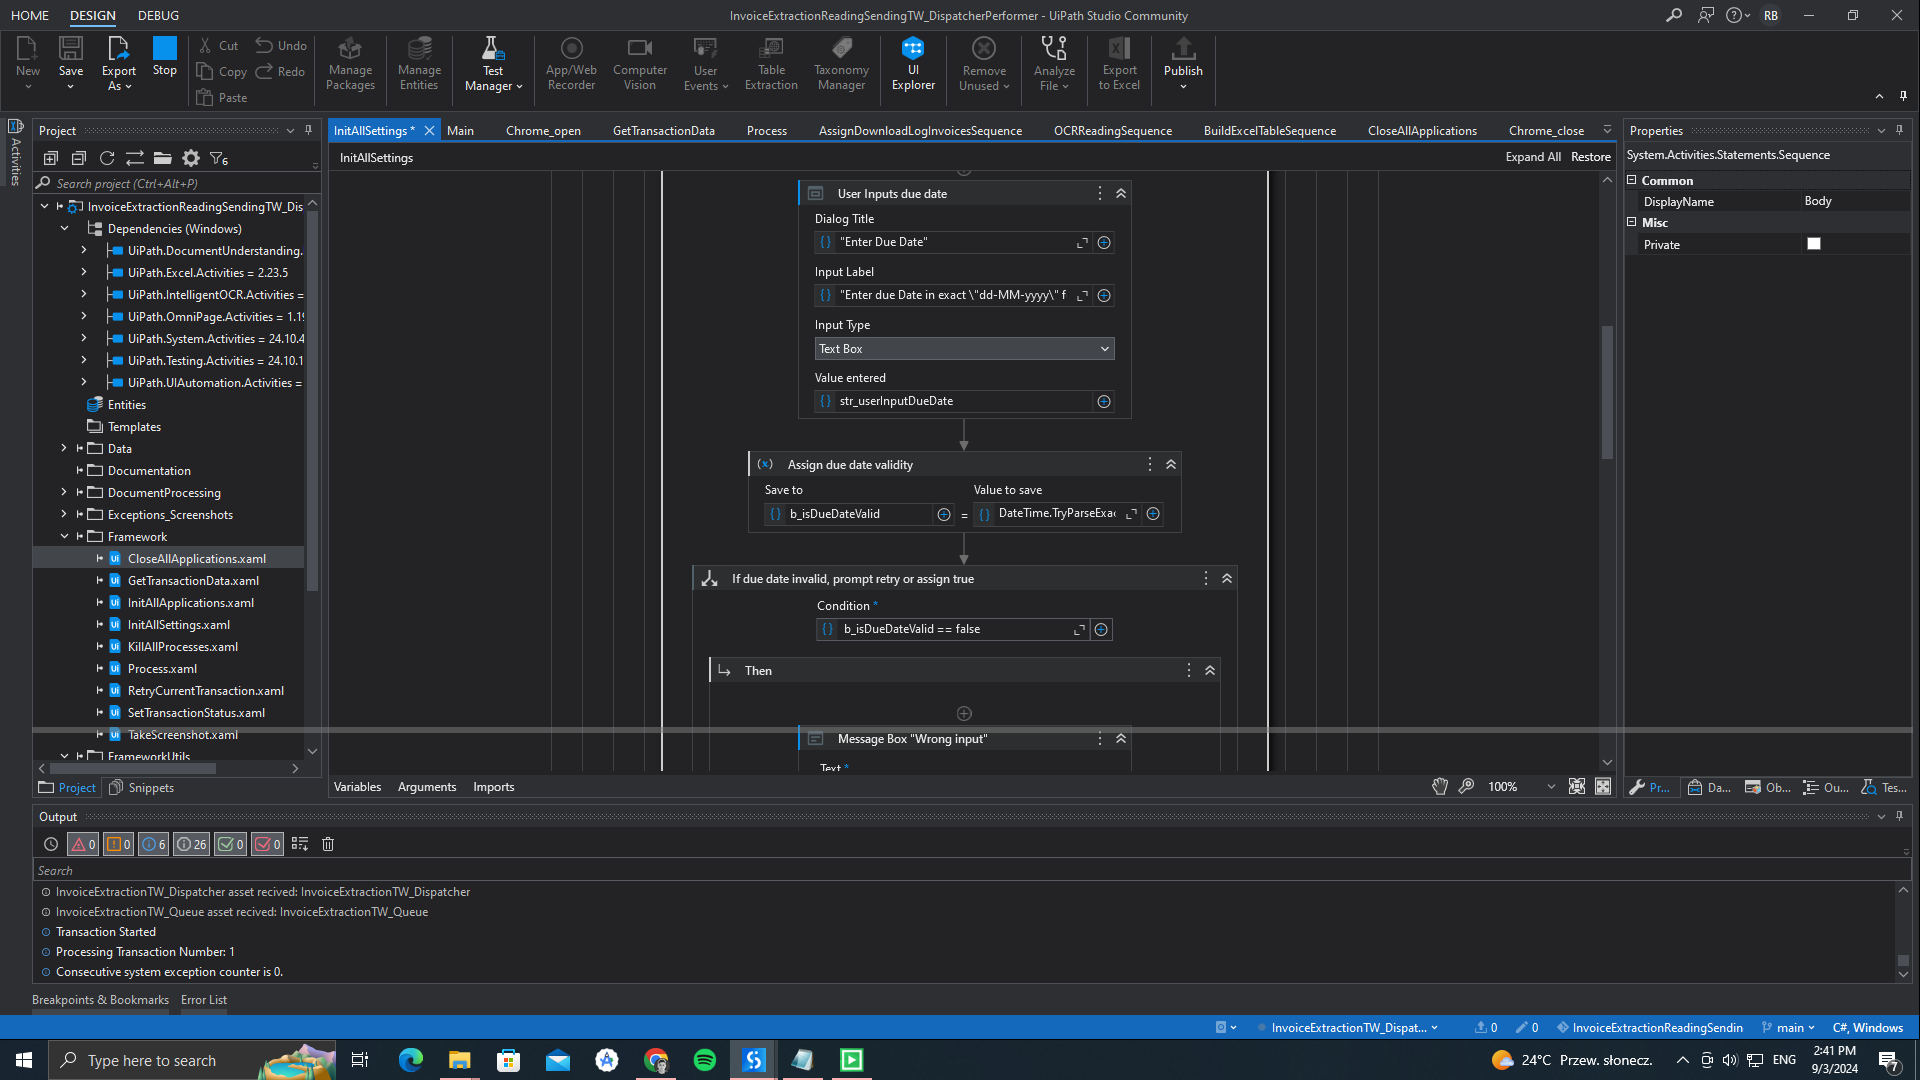 HOME DESIGN DEBUG
InvoiceExtractionReadingSendingTW_DispatcherPerformer - UiPath Studio Community
RB
New
Save
Export As
Stop
Cut
Copy
Paste
Undo
Redo
Manage Packages
Manage Entities
Test Manager
App/Web Recorder
Computer Vision
User Events
Table Extraction
Taxonomy Manager
UI Explorer
Remove Unused
Analyze File
Export to Excel
Publish
Activities
Project
6
Search project (Ctrl+Alt+P)
InvoiceExtractionReadingSendingTW_Dis
Dependencies (Windows)
UiPath.DocumentUnderstanding.
UiPath.Excel.Activities = 2.23.5
UiPath.IntelligentOCR.Activities =
UiPath.OmniPage.Activities = 1.19
UiPath.System.Activities = 24.10.4
UiPath.Testing.Activities = 24.10.1
UiPath.UIAutomation.Activities =
Entities
Templates
Data
Documentation
DocumentProcessing
Exceptions_Screenshots
Framework
CloseAllApplications.xaml
GetTransactionData.xaml
InitAllApplications.xaml
InitAllSettings.xaml
KillAllProcesses.xaml
Process.xaml
RetryCurrentTransaction.xaml
SetTransactionStatus.xaml
TakeScreenshot.xaml
FrameworkUtils
Project Snippets
InitAllSettings * Main Chrome_open GetTransactionData Process AssignDownloadLogInvoicesSequence OCRReadingSequence BuildExcelTableSequence CloseAllApplications Chrome_close
InitAllSettings
Expand All Restore
User Inputs due date
Dialog Title
"Enter Due Date"
Input Label
"Enter due Date in exact \"dd-MM-yyyy\" f
Input Type
Text Box
Value entered
str_userInputDueDate
Assign due date validity
Save to Value to save
b_isDueDateValid = DateTime.TryParseExac
If due date invalid, prompt retry or assign true
Condition *
b_isDueDateValid == false
Then
Message Box "Wrong input"
Text *
Variables Arguments Imports
100%
Properties
System.Activities.Statements.Sequence
Common
DisplayName Body
Misc
Private
Pr... Da... Ob... Ou... Tes...
Output
0 0 6 26 0 0
Search
InvoiceExtractionTW_Dispatcher asset recived: InvoiceExtractionTW_Dispatcher
InvoiceExtractionTW_Queue asset recived: InvoiceExtractionTW_Queue
Transaction Started
Processing Transaction Number: 1
Consecutive system exception counter is 0.
Breakpoints & Bookmarks Error List
InvoiceExtractionTW_Dispat... 0 0 InvoiceExtractionReadingSendin main C#, Windows
Type here to search
24°C Przew. słonecz.
ENG
2:41 PM
9/3/2024
7